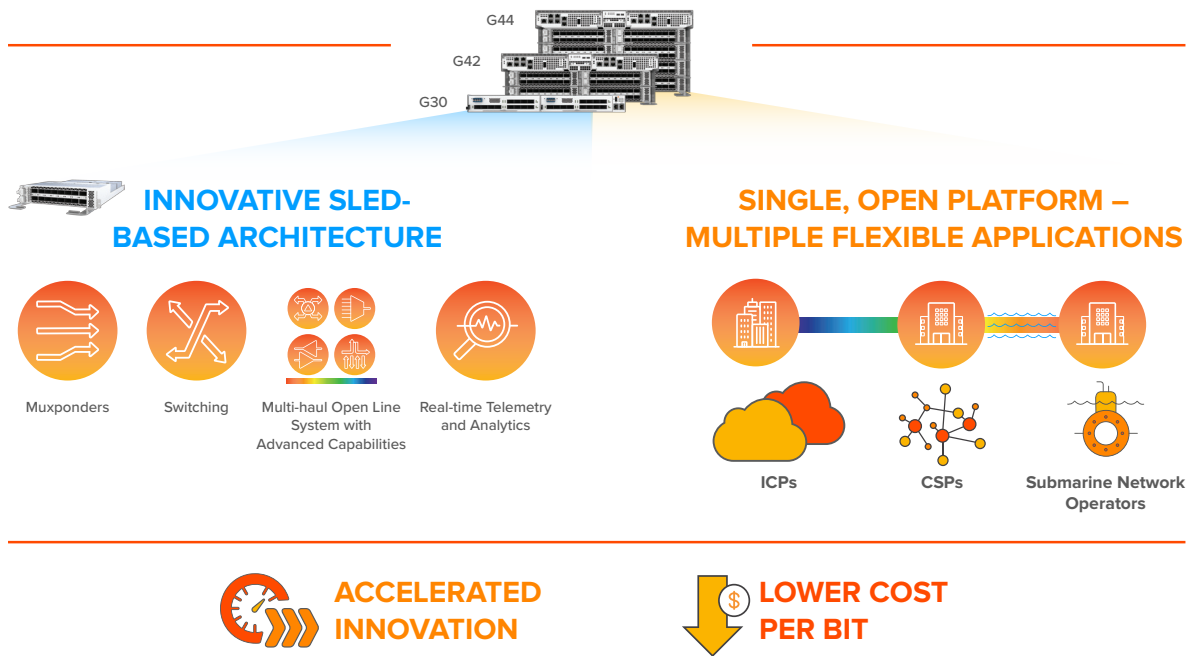 G44
G42
G30
INNOVATIVE SLED-
BASED ARCHITECTURE
Muxponders
Switching
Multi-haul Open Line
System with
Advanced Capabilities
Real-time Telemetry
and Analytics
SINGLE, OPEN PLATFORM –
MULTIPLE FLEXIBLE APPLICATIONS
ICPs
CSPs
Submarine Network
Operators
ACCELERATED
INNOVATION
$
LOWER COST
PER BIT